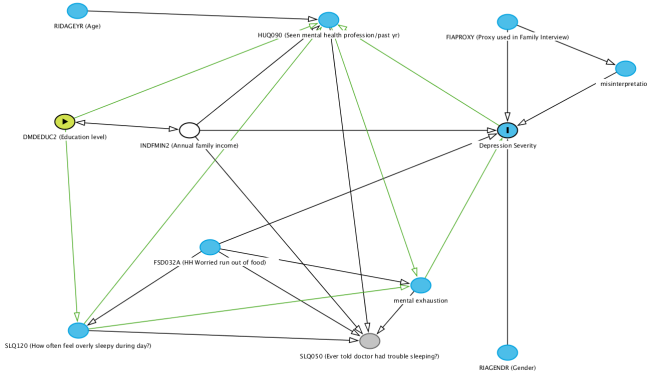 RIDAGEYR (Age)
HUQ090 (Seen mental health profession/past yr)
FIAPROXY (Proxy used in Family Interview)
misinterpretatio
DMDEDUC2 (Education level)
INDFMIN2 (Annual family income)
Depression Severity
FSD032A (HH Worried run out of food)
mental exhaustion
SLQ120 (How often feel overly sleepy during day?)
SLQ050 (Ever told doctor had trouble sleeping?)
RIAGENDR (Gender)